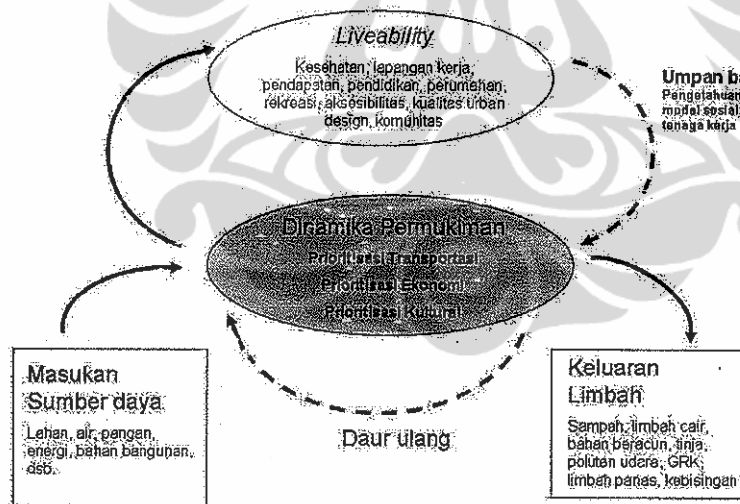 Liveability
Kesehatan, lapangan kerja,
pendapatan, pendidikan, perumahan,
rekreasi, aksesibilitas, kualitas urban
design, komunitas
Umpan ba
Pengetahuan
modal sosial
tenaga kerja
Dinamika Permukiman
Prioritisasi Transportasi
Prioritisasi Ekonomi
Prioritisasi Kultural
Masukan
Sumber daya
Lahan, air, pangan,
energi, bahan bangunan,
dsb.
Daur ulang
Keluaran
Limbah
Sampah, limbah cair,
bahan beracun, tinja,
polutan udara, GRK,
limbah panas, kebisingan